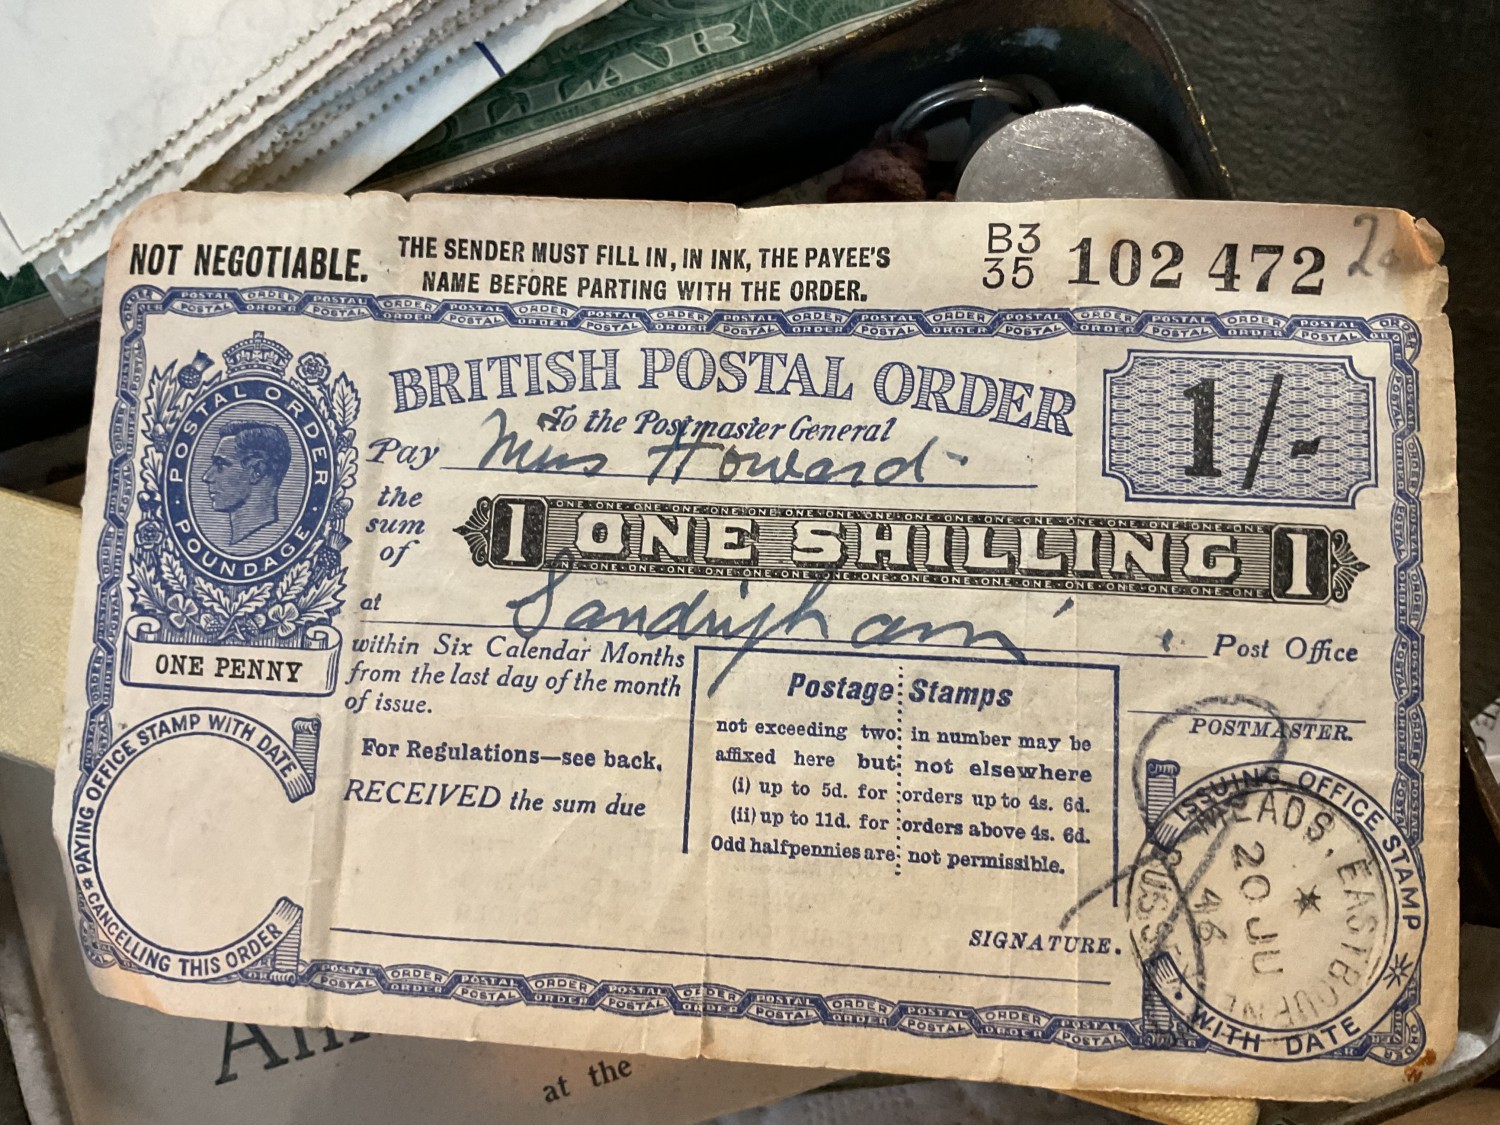 DOLLAR
NOT NEGOTIABLE.
THE SENDER MUST FILL IN, IN INK, THE PAYEE'S
NAME BEFORE PARTING WITH THE ORDER.
B3
35
102 472
BRITISH POSTAL ORDER
1/-
To the Postmaster General
POSTAL ORDER
POUNDAGE
ONE PENNY
Pay Miss Howard
the
sum
of
1 ONE SHILLING 1
at Sandrigham Post Office
within Six Calendar Months
from the last day of the month
of issue.
For Regulations—see back.
RECEIVED the sum due
Postage Stamps
not exceeding two in number may be
affixed here but not elsewhere
(i) up to 5d. for orders up to 4s. 6d.
(ii) up to 11d. for orders above 4s. 6d.
Odd halfpennies are not permissible.
POSTMASTER.
PAYING OFFICE STAMP WITH DATE
CANCELLING THIS ORDER
SIGNATURE.
ISSUING OFFICE STAMP
WITH DATE
MEADS, EASTBOURNE
20 JU
46
SUSSEX
at the